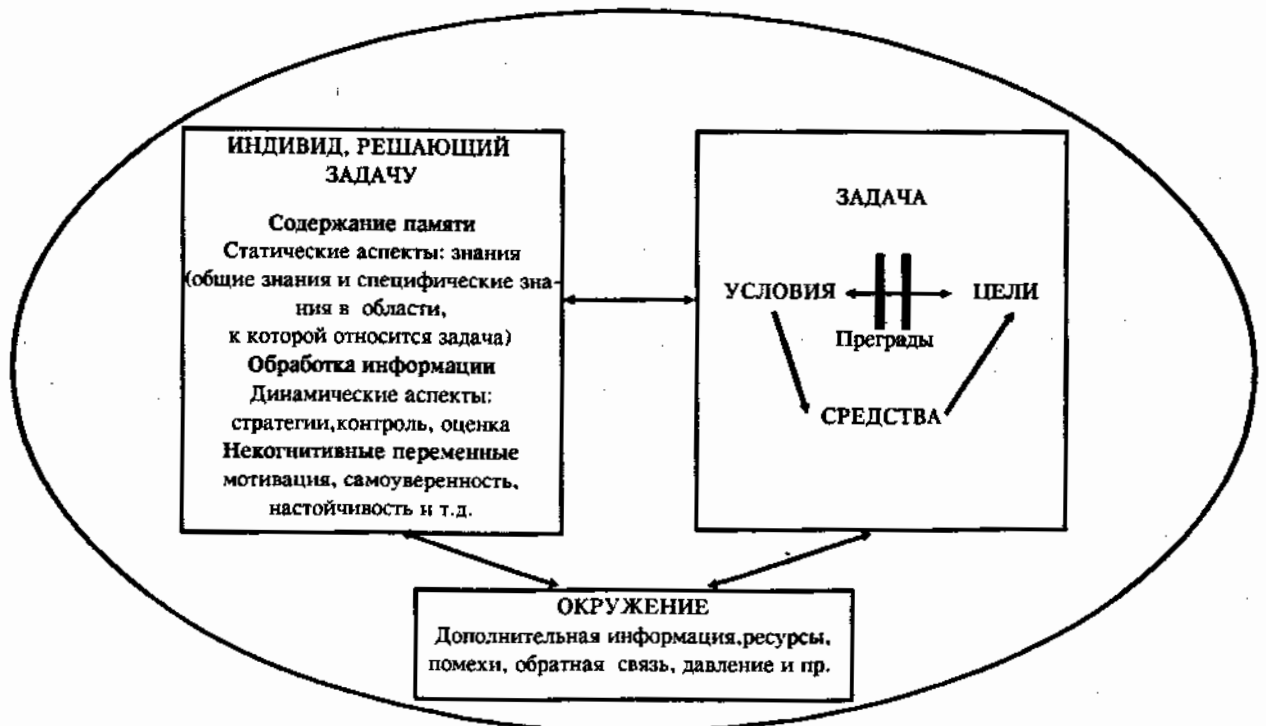 ИНДИВИД, РЕШАЮЩИЙ
ЗАДАЧУ
Содержание памяти
Статические аспекты: знания
(общие знания и специфические зна-
ния в области,
к которой относится задача)
Обработка информации
Динамические аспекты:
стратегии,контроль, оценка
Некогнитивные переменные
мотивация, самоуверенность,
настойчивость и т.д.
ЗАДАЧА
УСЛОВИЯ ЦЕЛИ
Преграды
СРЕДСТВА
ОКРУЖЕНИЕ
Дополнительная информация,ресурсы,
помехи, обратная связь, давление и пр.